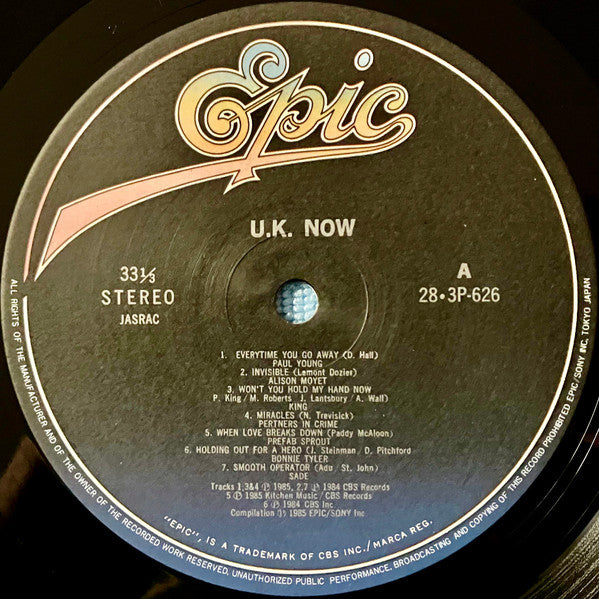 Epic
U.K. NOW
33⅓
STEREO
JASRAC
A
28•3P-626
1. EVERYTIME YOU GO AWAY (D. Hall)
PAUL YOUNG
2. INVISIBLE (Lamont Dozier)
ALISON MOYET
3. WON'T YOU HOLD MY HAND NOW
P. King/M. Roberts J. Lantsbury/A. Wall)
KING
4. MIRACLES (N. Trevisick)
PERTNERS IN CRIME
5. WHEN LOVE BREAKS DOWN (Paddy McAloon)
PREFAB SPROUT
6. HOLDING OUT FOR A HERO (J. Steinman D. Pitchford
BONNIE TYLER
7. SMOOTH OPERATOR (Adu St. John)
SADE
Tracks 1,3&4 Ⓟ 1985, 2,7 Ⓟ 1984 CBS Records
5 Ⓟ 1985 Kitchen Music / CBS Records
6 Ⓟ 1984 CBS Inc
Compilation Ⓟ 1985 EPIC/SONY Inc
"EPIC", IS A TRADEMARK OF CBS INC./MARCA REG.
ALL RIGHTS OF THE MANUFACTURER AND OF THE OWNER OF THE RECORDED WORK RESERVED, UNAUTHORIZED PUBLIC PERFORMANCE, BROADCASTING AND COPYING OF THIS RECORD PROHIBITED EPIC/SONY INC. TOKYO JAPAN